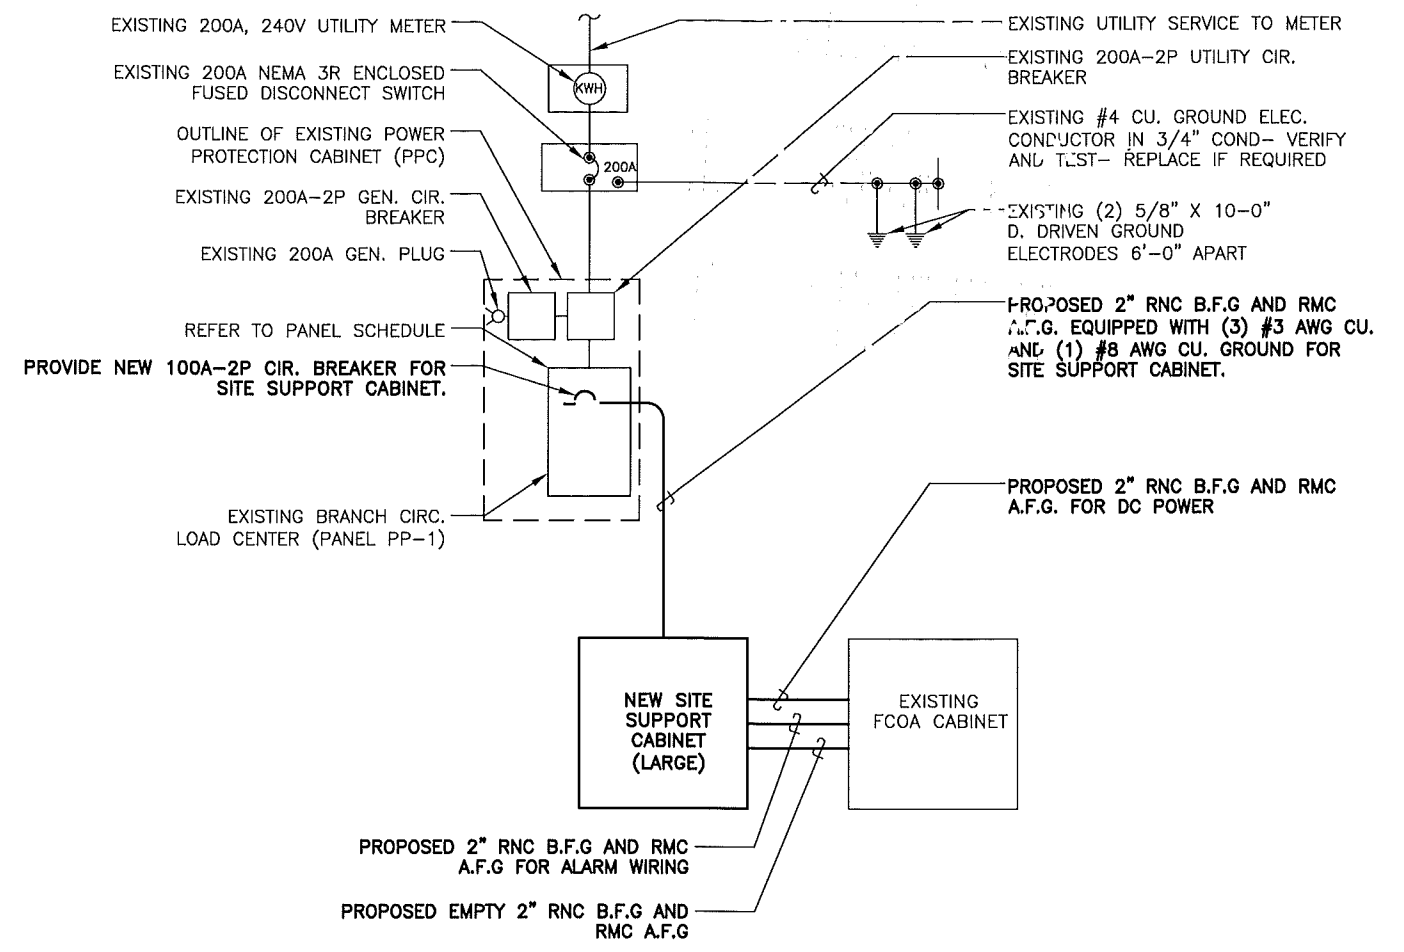 EXISTING 200A, 240V UTILITY METER
EXISTING 200A NEMA 3R ENCLOSED
FUSED DISCONNECT SWITCH
OUTLINE OF EXISTING POWER
PROTECTION CABINET (PPC)
EXISTING 200A-2P GEN. CIR.
BREAKER
EXISTING 200A GEN. PLUG
REFER TO PANEL SCHEDULE
PROVIDE NEW 100A-2P CIR. BREAKER FOR
SITE SUPPORT CABINET.
EXISTING BRANCH CIRC.
LOAD CENTER (PANEL PP-1)
KWH
200A
EXISTING UTILITY SERVICE TO METER
EXISTING 200A-2P UTILITY CIR.
BREAKER
EXISTING #4 CU. GROUND ELEC.
CONDUCTOR IN 3/4" COND- VERIFY
AND TEST- REPLACE IF REQUIRED
EXISTING (2) 5/8" X 10-0"
D. DRIVEN GROUND
ELECTRODES 6'-0" APART
PROPOSED 2" RNC B.F.G AND RMC
A.F.G. EQUIPPED WITH (3) #3 AWG CU.
AND (1) #8 AWG CU. GROUND FOR
SITE SUPPORT CABINET.
PROPOSED 2" RNC B.F.G AND RMC
A.F.G. FOR DC POWER
NEW SITE
SUPPORT
CABINET
(LARGE)
EXISTING
FCOA CABINET
PROPOSED 2" RNC B.F.G AND RMC
A.F.G FOR ALARM WIRING
PROPOSED EMPTY 2" RNC B.F.G AND
RMC A.F.G